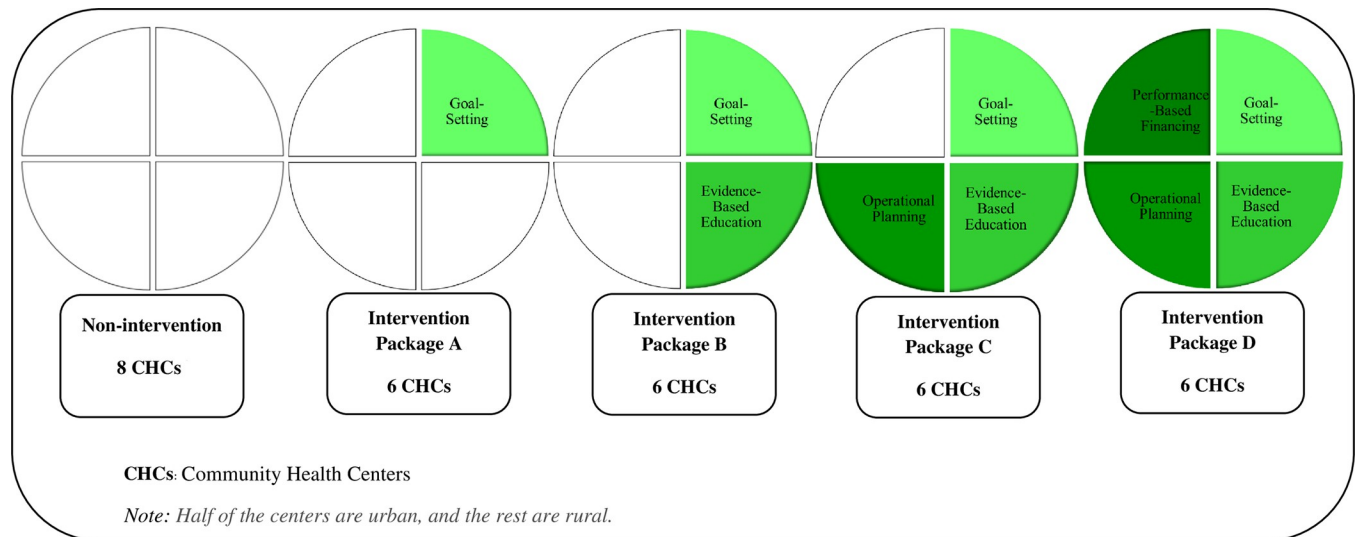 Goal-
Setting
Goal-
Setting
Evidence-
Based
Education
Goal-
Setting
Operational
Planning
Evidence-
Based
Education
Performance
-Based
Financing
Goal-
Setting
Operational
Planning
Evidence-
Based
Education
Non-intervention
8 CHCs
Intervention
Package A
6 CHCs
Intervention
Package B
6 CHCs
Intervention
Package C
6 CHCs
Intervention
Package D
6 CHCs
CHCs: Community Health Centers
Note: Half of the centers are urban, and the rest are rural.